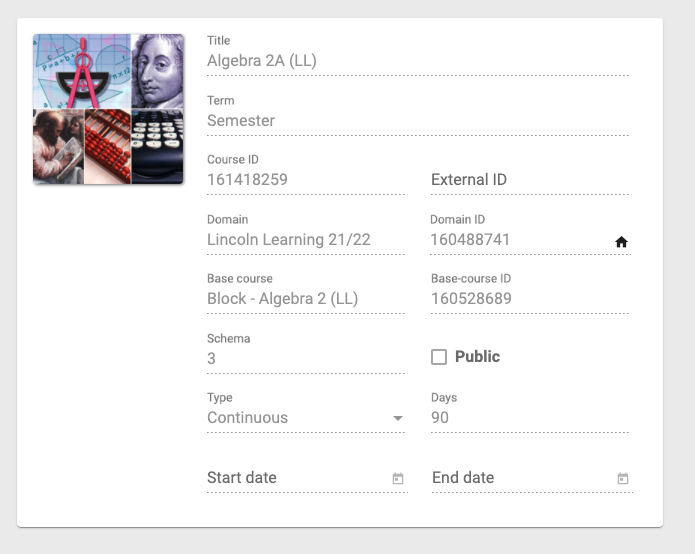 Title
Algebra 2A (LL)
Term
Semester
Course ID
161418259
External ID
Domain
Lincoln Learning 21/22
Domain ID
160488741
Base course
Block - Algebra 2 (LL)
Base-course ID
160528689
Schema
3
Public
Type
Continuous
Days
90
Start date
End date